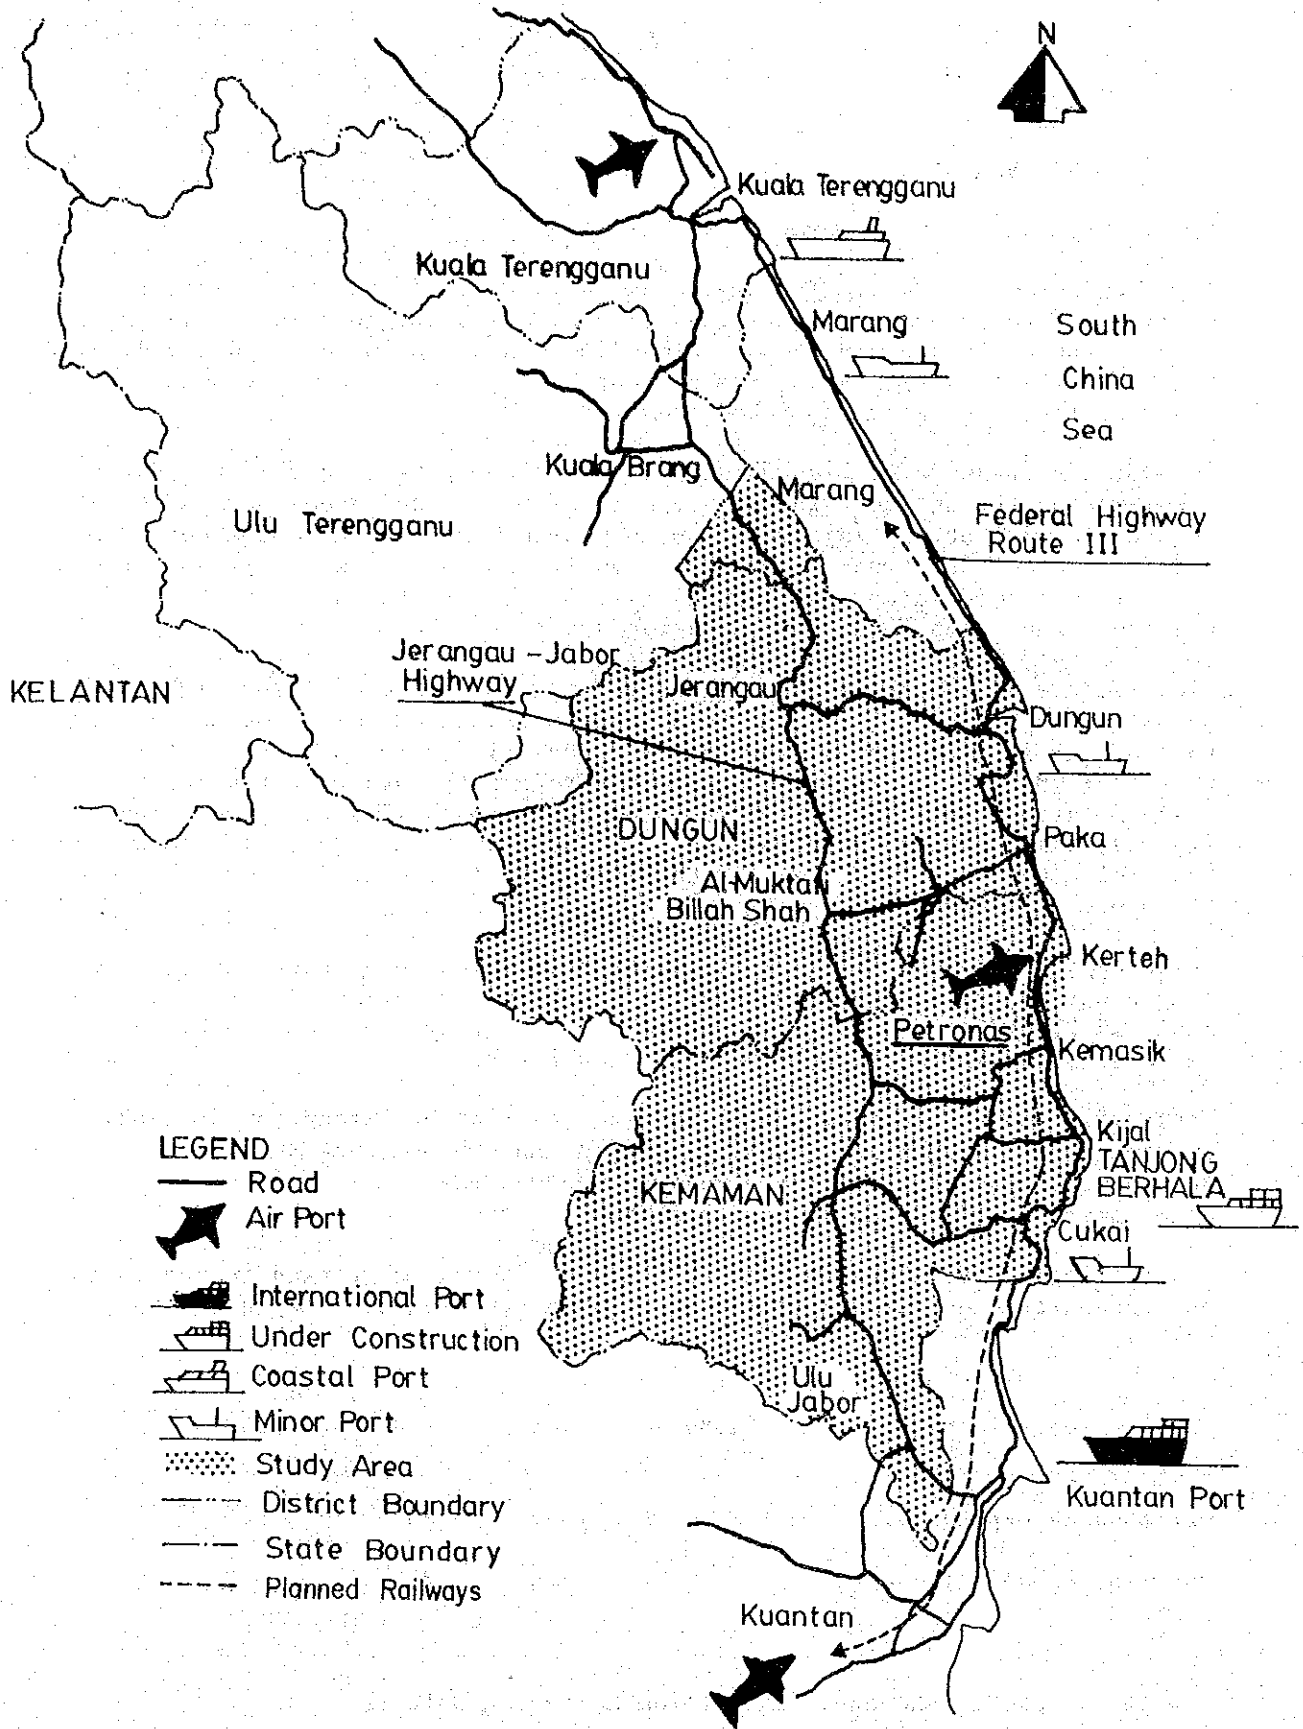 N
Kuala Terengganu
Kuala Terengganu
Marang
South
China
Sea
Kuala Brang
Marang
Ulu Terengganu
Federal Highway
Route III
Jerangau-Jabor
Highway
KELANTAN
Jerangau
Dungun
DUNGUN
Paka
Al-Muktafi
Billah Shah
Kerteh
Petronas
Kemasik
Kijal
TANJONG
BERHALA
KEMAMAN
Cukai
Ulu
Jabor
Kuantan Port
Kuantan
LEGEND
Road
Air Port
International Port
Under Construction
Coastal Port
Minor Port
Study Area
District Boundary
State Boundary
Planned Railways